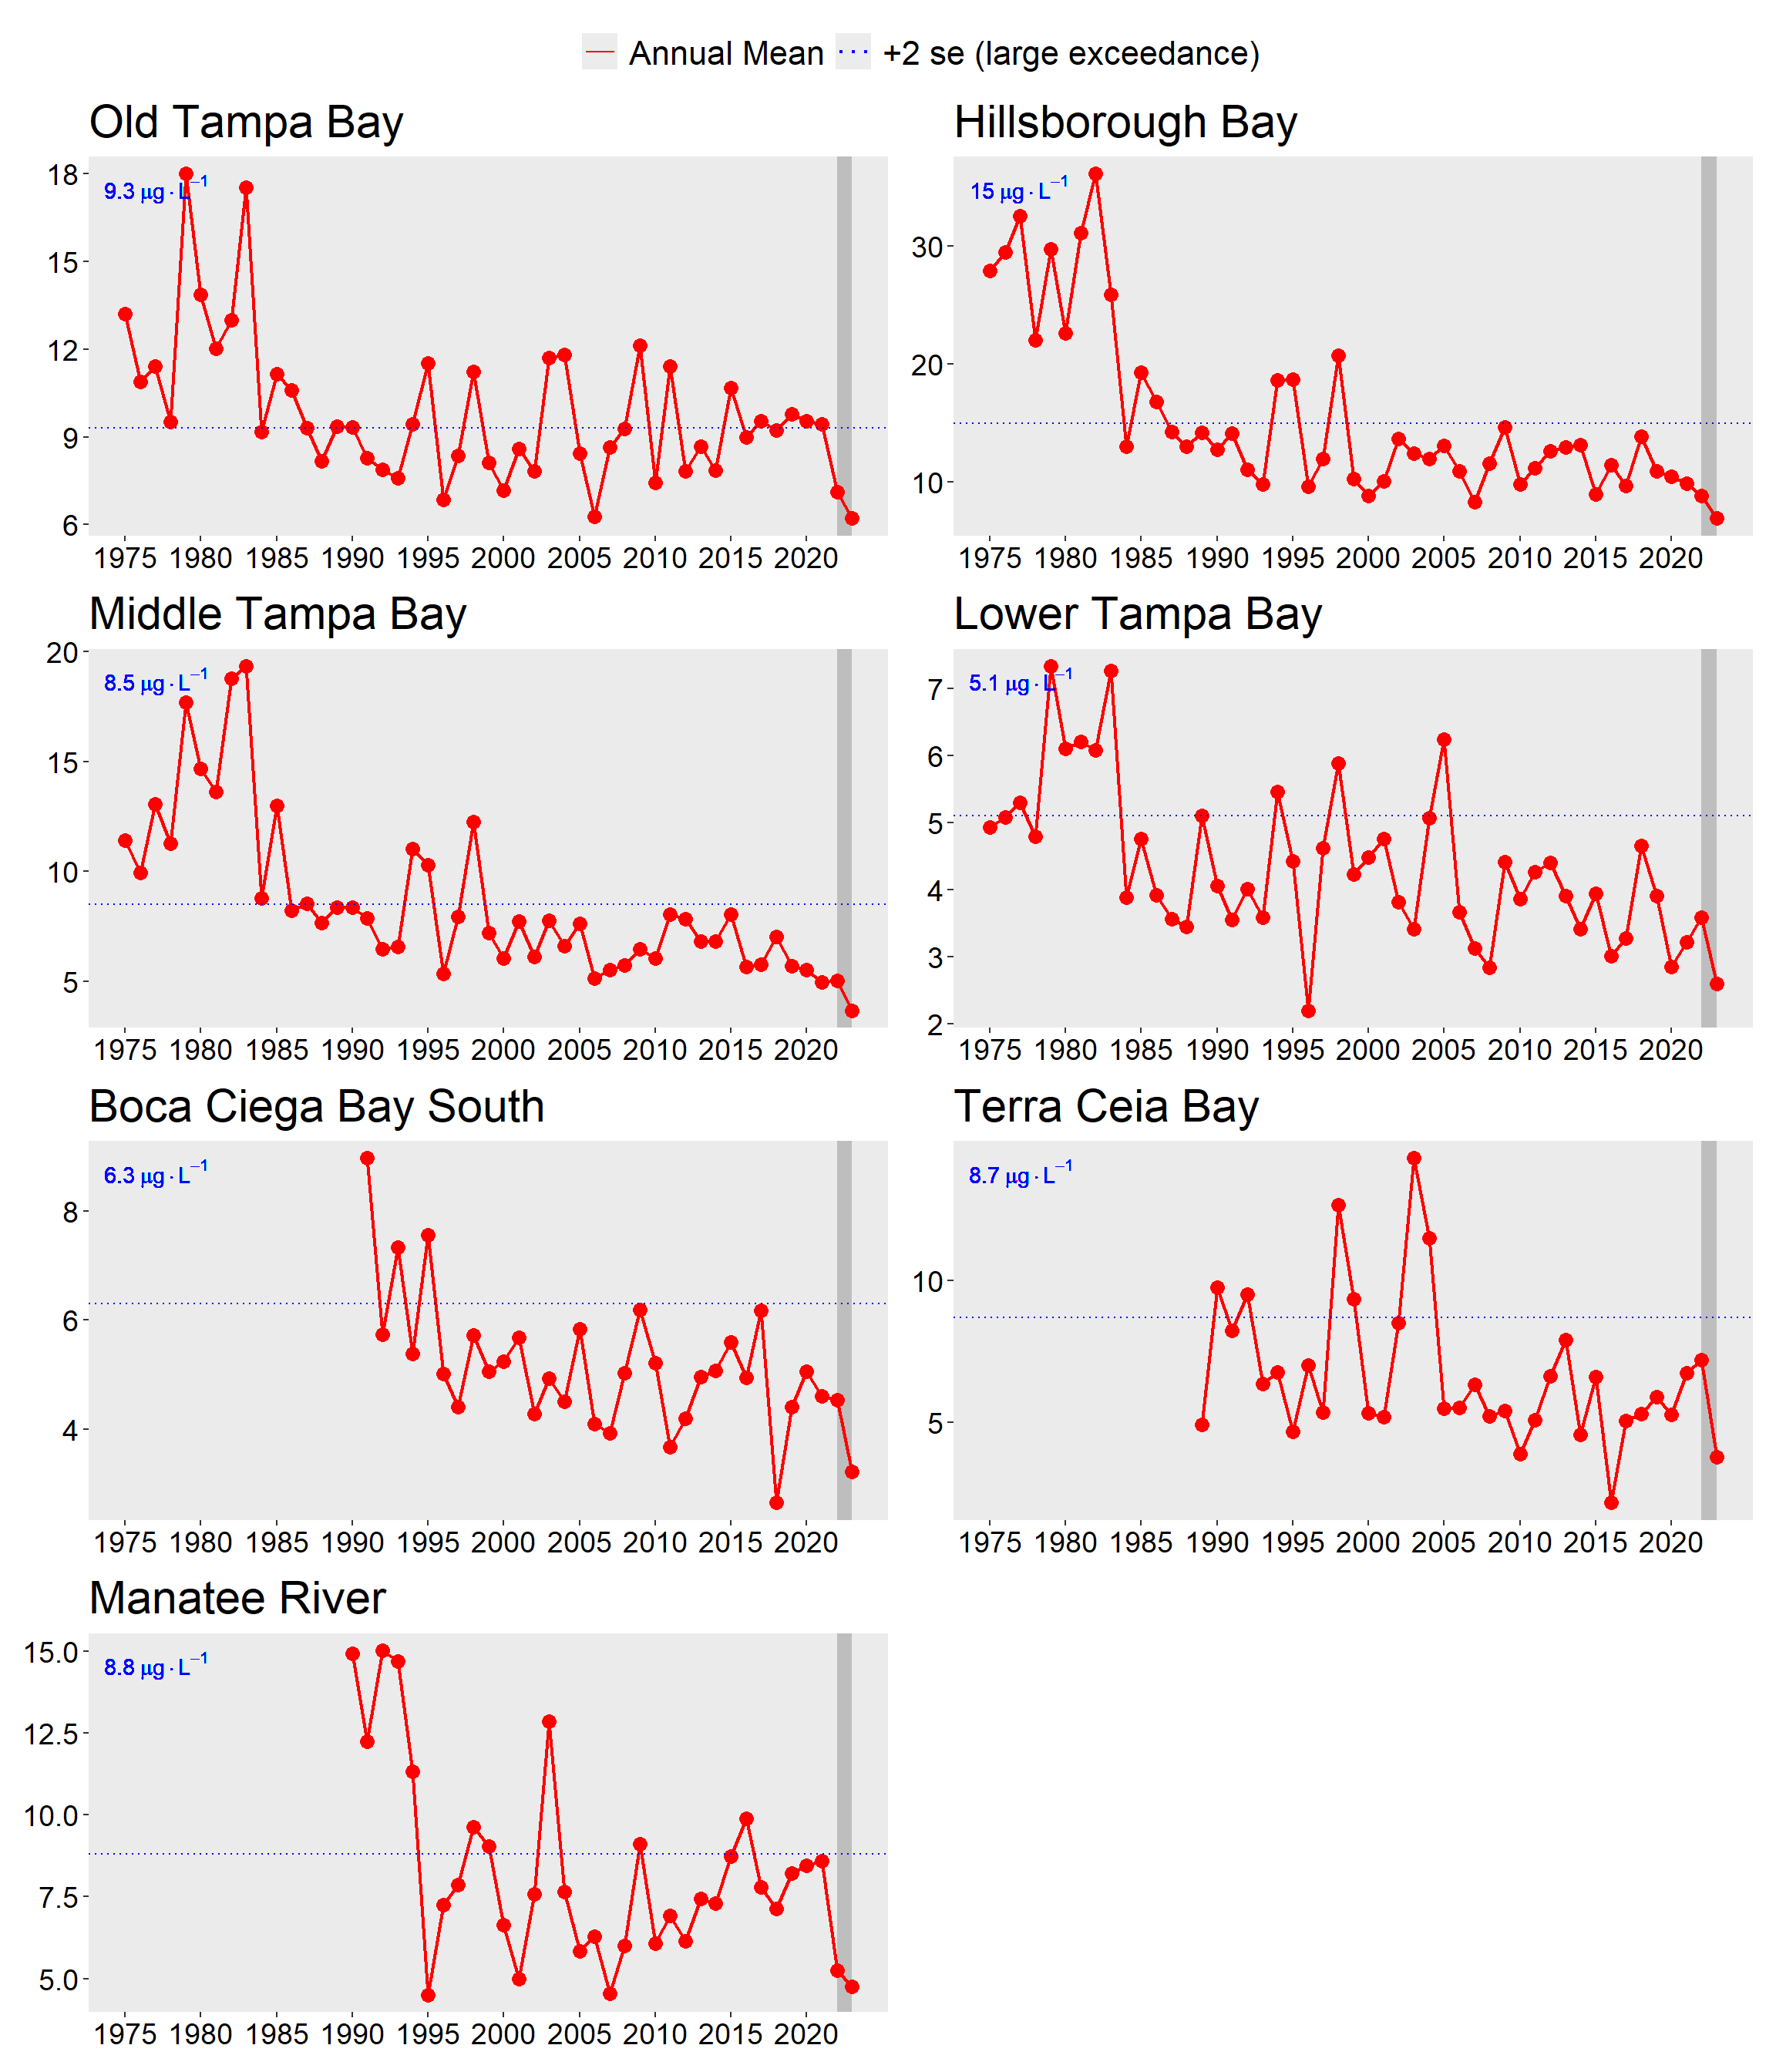 Annual Mean +2 se (large exceedance)
Old Tampa Bay
9.3 µg·L⁻¹
18
15
12
9
6
1975 1980 1985 1990 1995 2000 2005 2010 2015 2020
Hillsborough Bay
15 µg·L⁻¹
30
20
10
1975 1980 1985 1990 1995 2000 2005 2010 2015 2020
Middle Tampa Bay
8.5 µg·L⁻¹
20
15
10
5
1975 1980 1985 1990 1995 2000 2005 2010 2015 2020
Lower Tampa Bay
5.1 µg·L⁻¹
7
6
5
4
3
2
1975 1980 1985 1990 1995 2000 2005 2010 2015 2020
Boca Ciega Bay South
6.3 µg·L⁻¹
8
6
4
1975 1980 1985 1990 1995 2000 2005 2010 2015 2020
Terra Ceia Bay
8.7 µg·L⁻¹
10
5
1975 1980 1985 1990 1995 2000 2005 2010 2015 2020
Manatee River
8.8 µg·L⁻¹
15.0
12.5
10.0
7.5
5.0
1975 1980 1985 1990 1995 2000 2005 2010 2015 2020